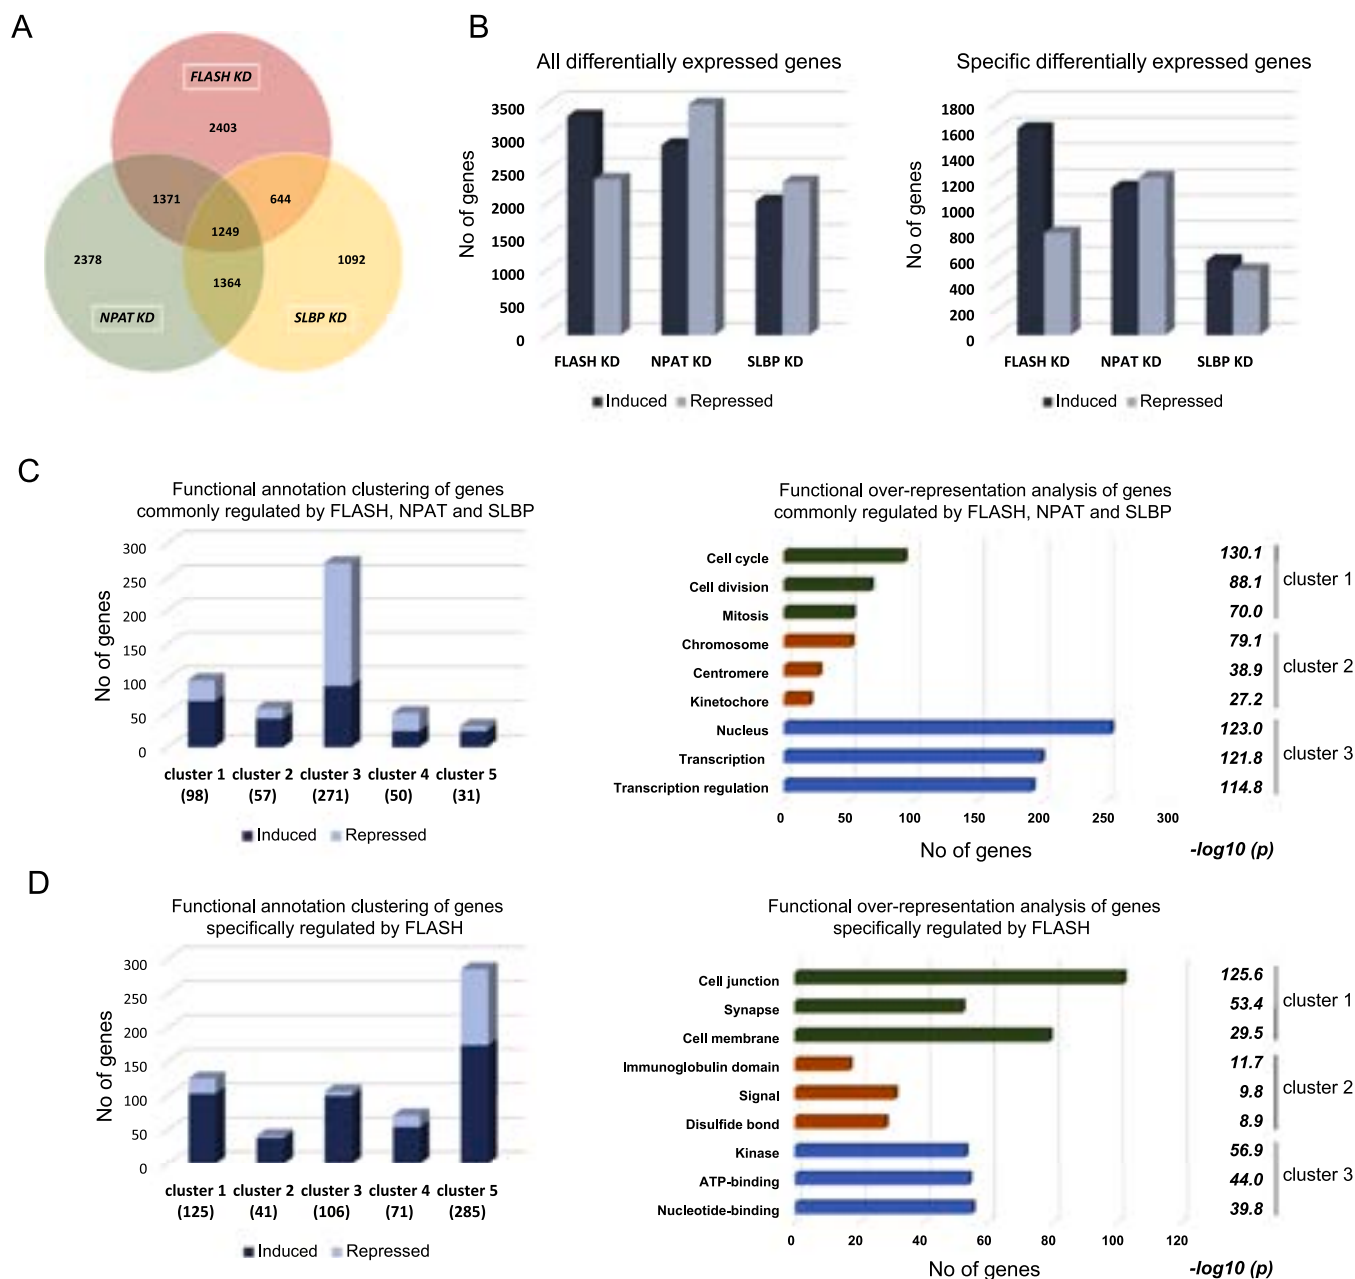 A
FLASH KD
2403
1371
644
1249
2378
1092
1364
NPAT KD
SLBP KD
B
All differentially expressed genes
No of genes
3500
3000
2500
2000
1500
1000
500
0
FLASH KD NPAT KD SLBP KD
Induced Repressed
Specific differentially expressed genes
No of genes
1800
1600
1400
1200
1000
800
600
400
200
0
FLASH KD NPAT KD SLBP KD
Induced Repressed
C
Functional annotation clustering of genes
commonly regulated by FLASH, NPAT and SLBP
No of genes
300
250
200
150
100
50
0
cluster 1 cluster 2 cluster 3 cluster 4 cluster 5
(98) (57) (271) (50) (31)
Induced Repressed
Functional over-representation analysis of genes
commonly regulated by FLASH, NPAT and SLBP
Cell cycle 130.1
Cell division 88.1
Mitosis 70.0
cluster 1
Chromosome 79.1
Centromere 38.9
Kinetochore 27.2
cluster 2
Nucleus 123.0
Transcription 121.8
Transcription regulation 114.8
cluster 3
0 50 100 150 200 250 300
No of genes -log10 (p)
D
Functional annotation clustering of genes
specifically regulated by FLASH
No of genes
300
250
200
150
100
50
0
cluster 1 cluster 2 cluster 3 cluster 4 cluster 5
(125) (41) (106) (71) (285)
Induced Repressed
Functional over-representation analysis of genes
specifically regulated by FLASH
Cell junction 125.6
Synapse 53.4
Cell membrane 29.5
cluster 1
Immunoglobulin domain 11.7
Signal 9.8
Disulfide bond 8.9
cluster 2
Kinase 56.9
ATP-binding 44.0
Nucleotide-binding 39.8
cluster 3
0 20 40 60 80 100 120
No of genes -log10 (p)